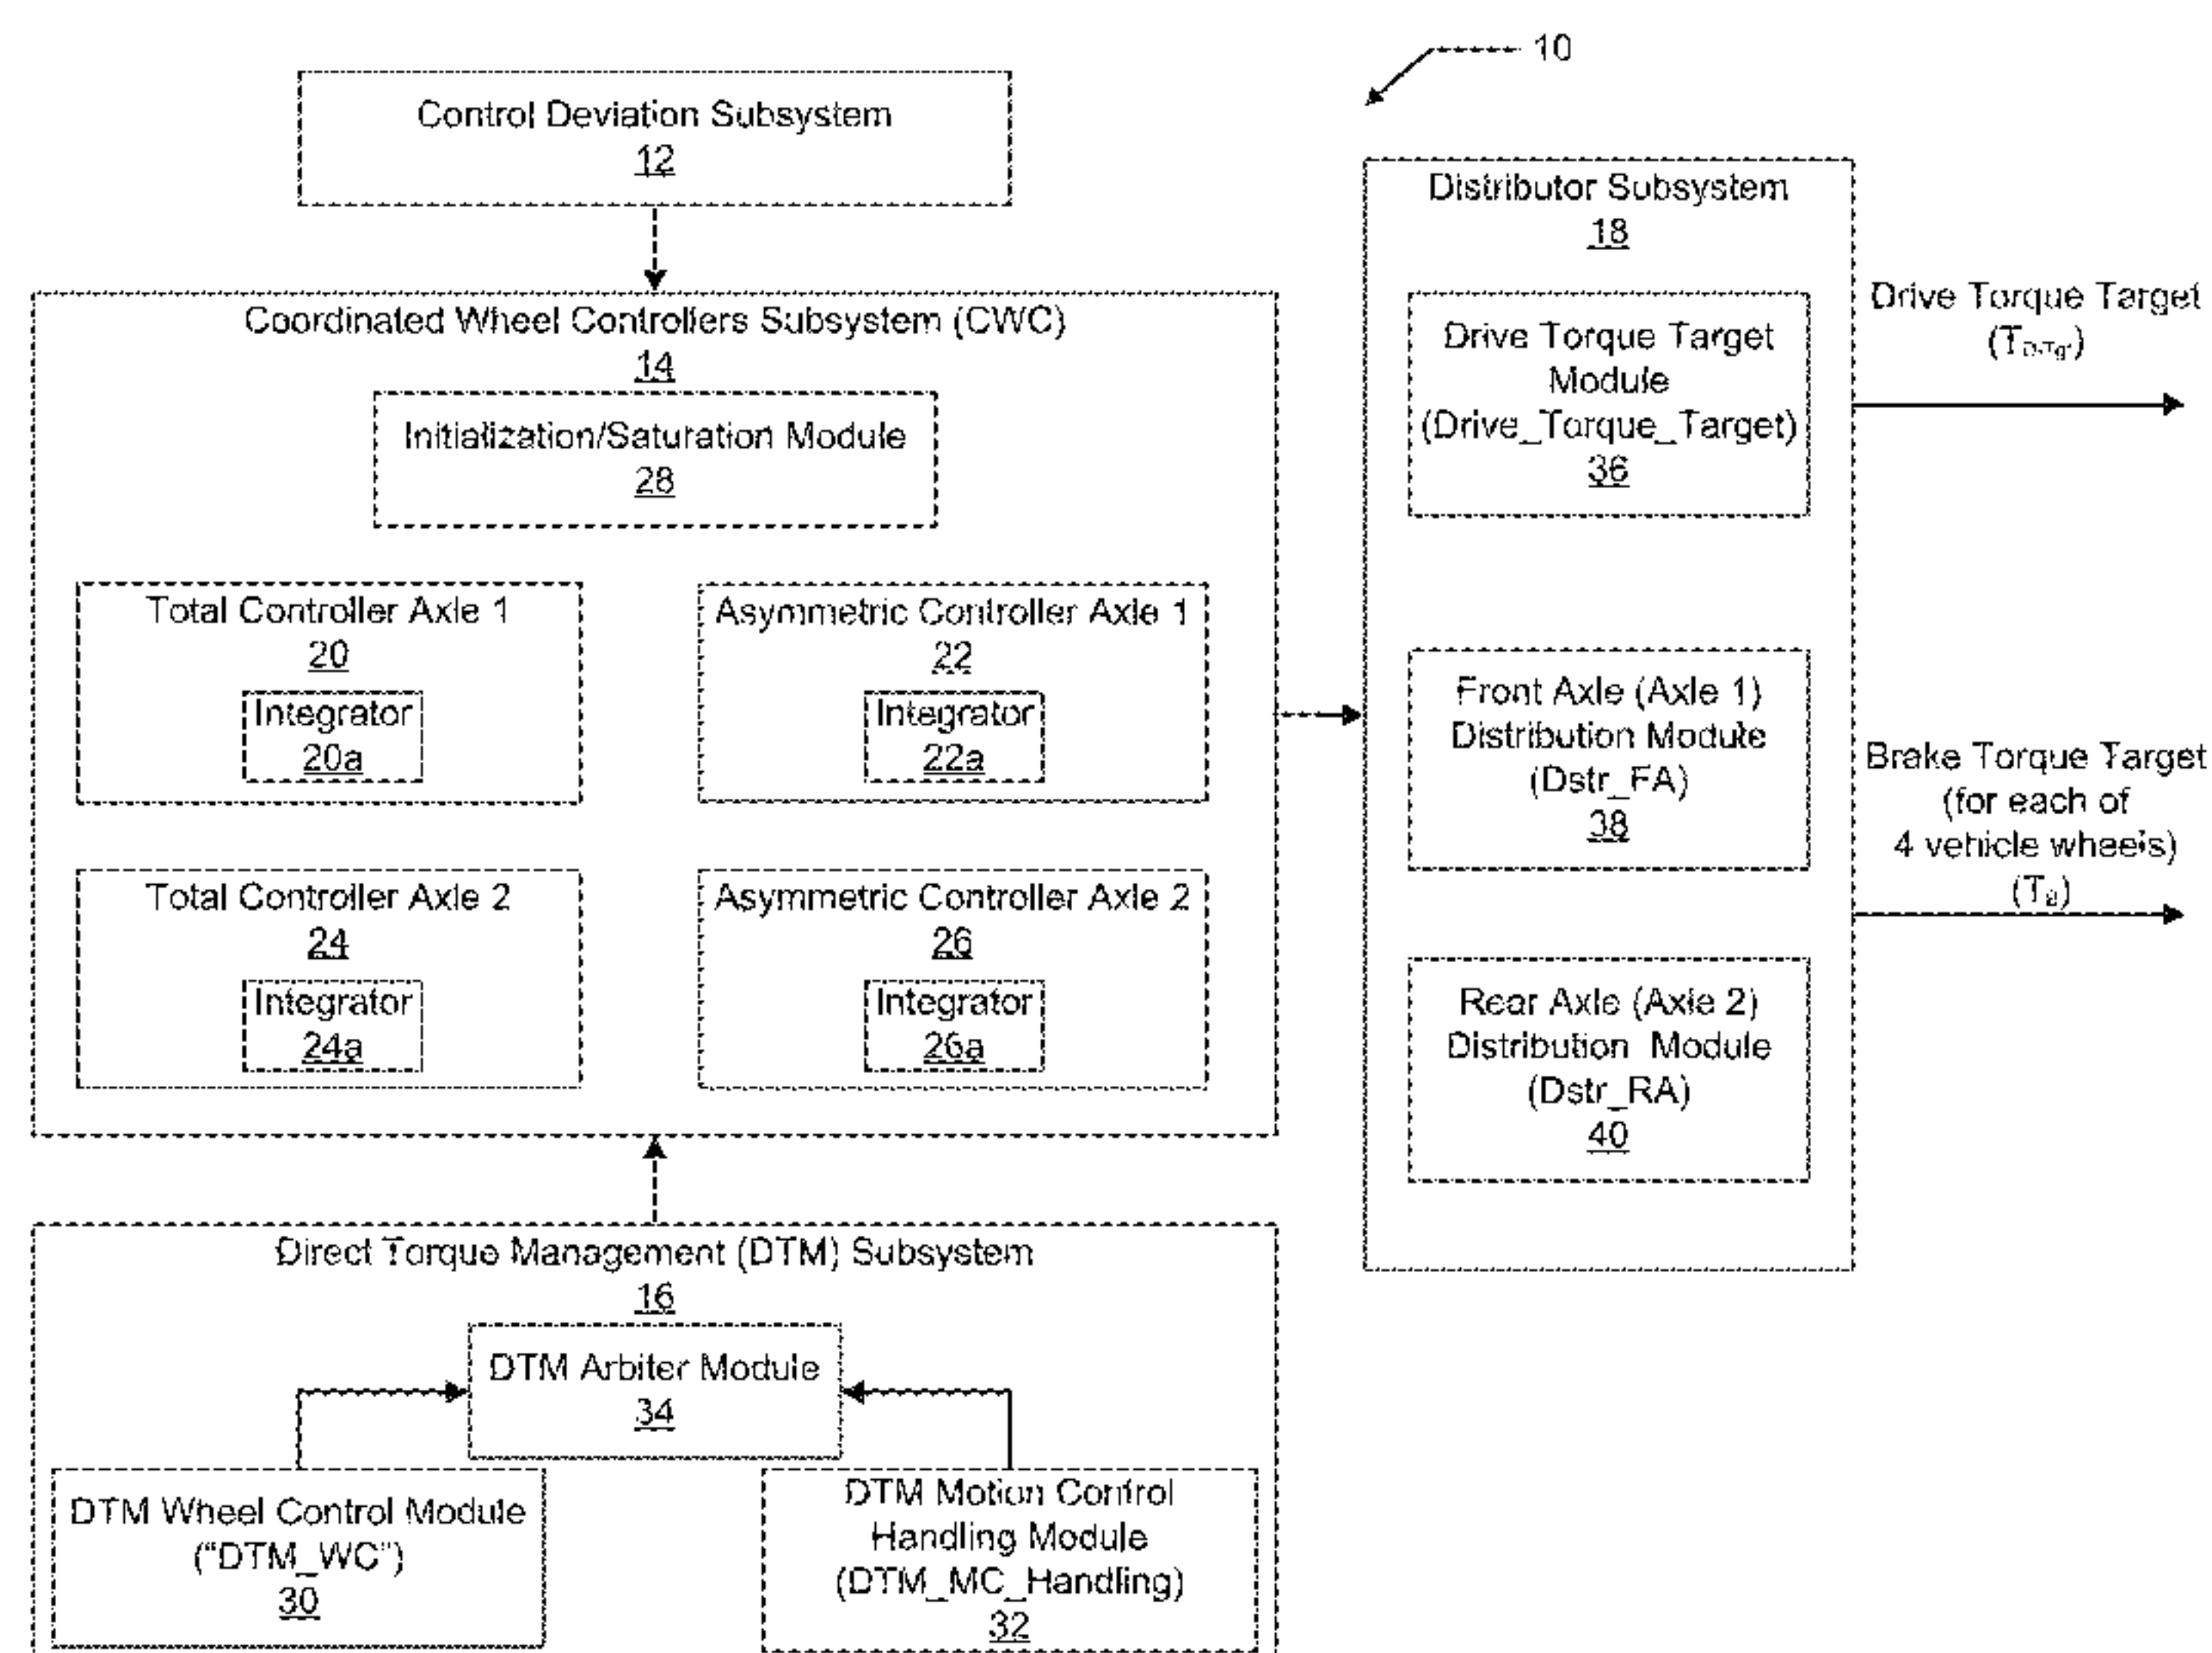 10
Control Deviation Subsystem
12
Coordinated Wheel Controllers Subsystem (CWC)
14
Initialization/Saturation Module
28
Total Controller Axle 1
20
Integrator
20a
Asymmetric Controller Axle 1
22
Integrator
22a
Total Controller Axle 2
24
Integrator
24a
Asymmetric Controller Axle 2
26
Integrator
26a
Direct Torque Management (DTM) Subsystem
16
DTM Arbiter Module
34
DTM Wheel Control Module
("DTM_WC")
30
DTM Motion Control
Handling Module
(DTM_MC_Handling)
32
Distributor Subsystem
18
Drive Torque Target
Module
(Drive_Torque_Target)
36
Front Axle (Axle 1)
Distribution Module
(Dstr_FA)
38
Rear Axle (Axle 2)
Distribution Module
(Dstr_RA)
40
Drive Torque Target
Brake Torque Target
(for each of
4 vehicle wheels)